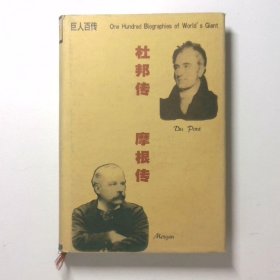 巨人百传 One Hundred Biographies of World's Giant
杜邦传
Du Pont
摩根传
Morgan